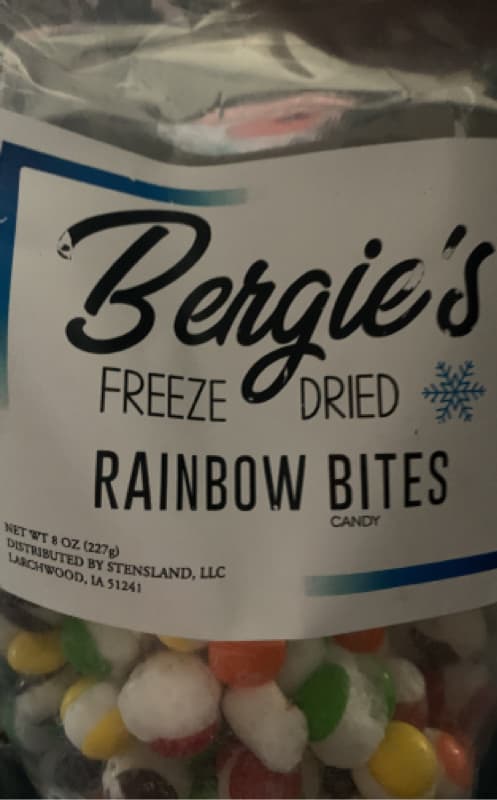 Bergie's
FREEZE DRIED
RAINBOW BITES
CANDY
NET WT 8 OZ (227g)
DISTRIBUTED BY STENSLAND, LLC
LARCHWOOD, IA 51241